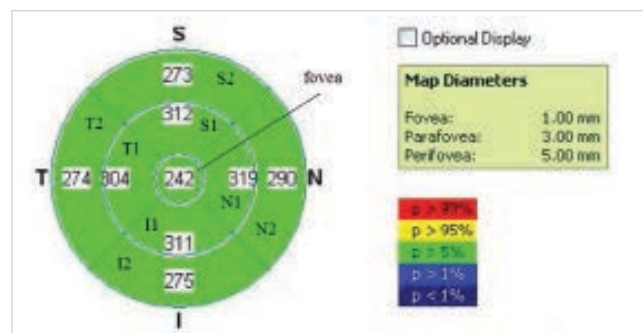 S
273
S2
fovea
312
S1
T2
T1
T
274
304
242
319
290
N
N1
I1
311
N2
I2
275
I
Optional Display
Map Diameters
Fovea: 1.00 mm
Parafovea: 3.00 mm
Perifovea: 5.00 mm
p > 99%
p > 95%
p > 5%
p > 1%
p < 1%